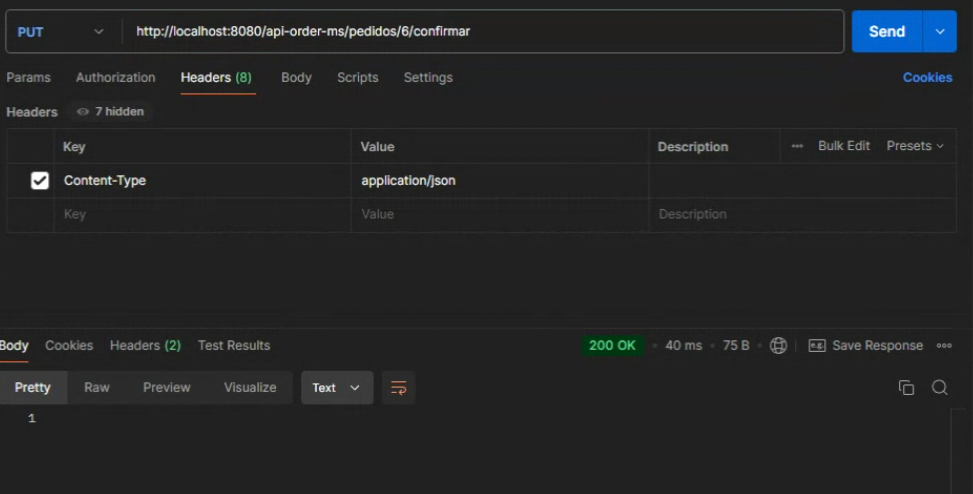 PUT http://localhost:8080/api-order-ms/pedidos/6/confirmar Send
Params Authorization Headers (8) Body Scripts Settings Cookies
Headers 7 hidden
Key Value Description ••• Bulk Edit Presets
Content-Type application/json
Key Value Description
Body Cookies Headers (2) Test Results 200 OK • 40 ms • 75 B • e.g. Save Response
Pretty Raw Preview Visualize Text
1